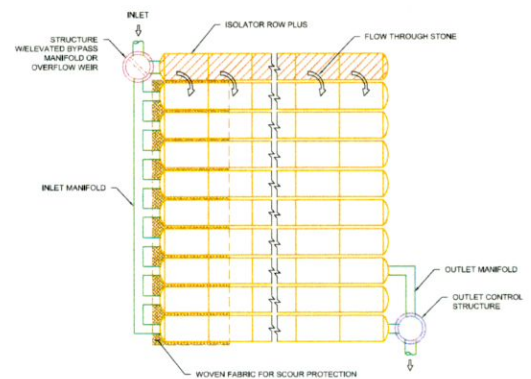 INLET
ISOLATOR ROW PLUS
STRUCTURE
W/ELEVATED BYPASS
MANIFOLD OR
OVERFLOW WEIR
FLOW THROUGH STONE
INLET MANIFOLD
OUTLET MANIFOLD
OUTLET CONTROL
STRUCTURE
WOVEN FABRIC FOR SCOUR PROTECTION